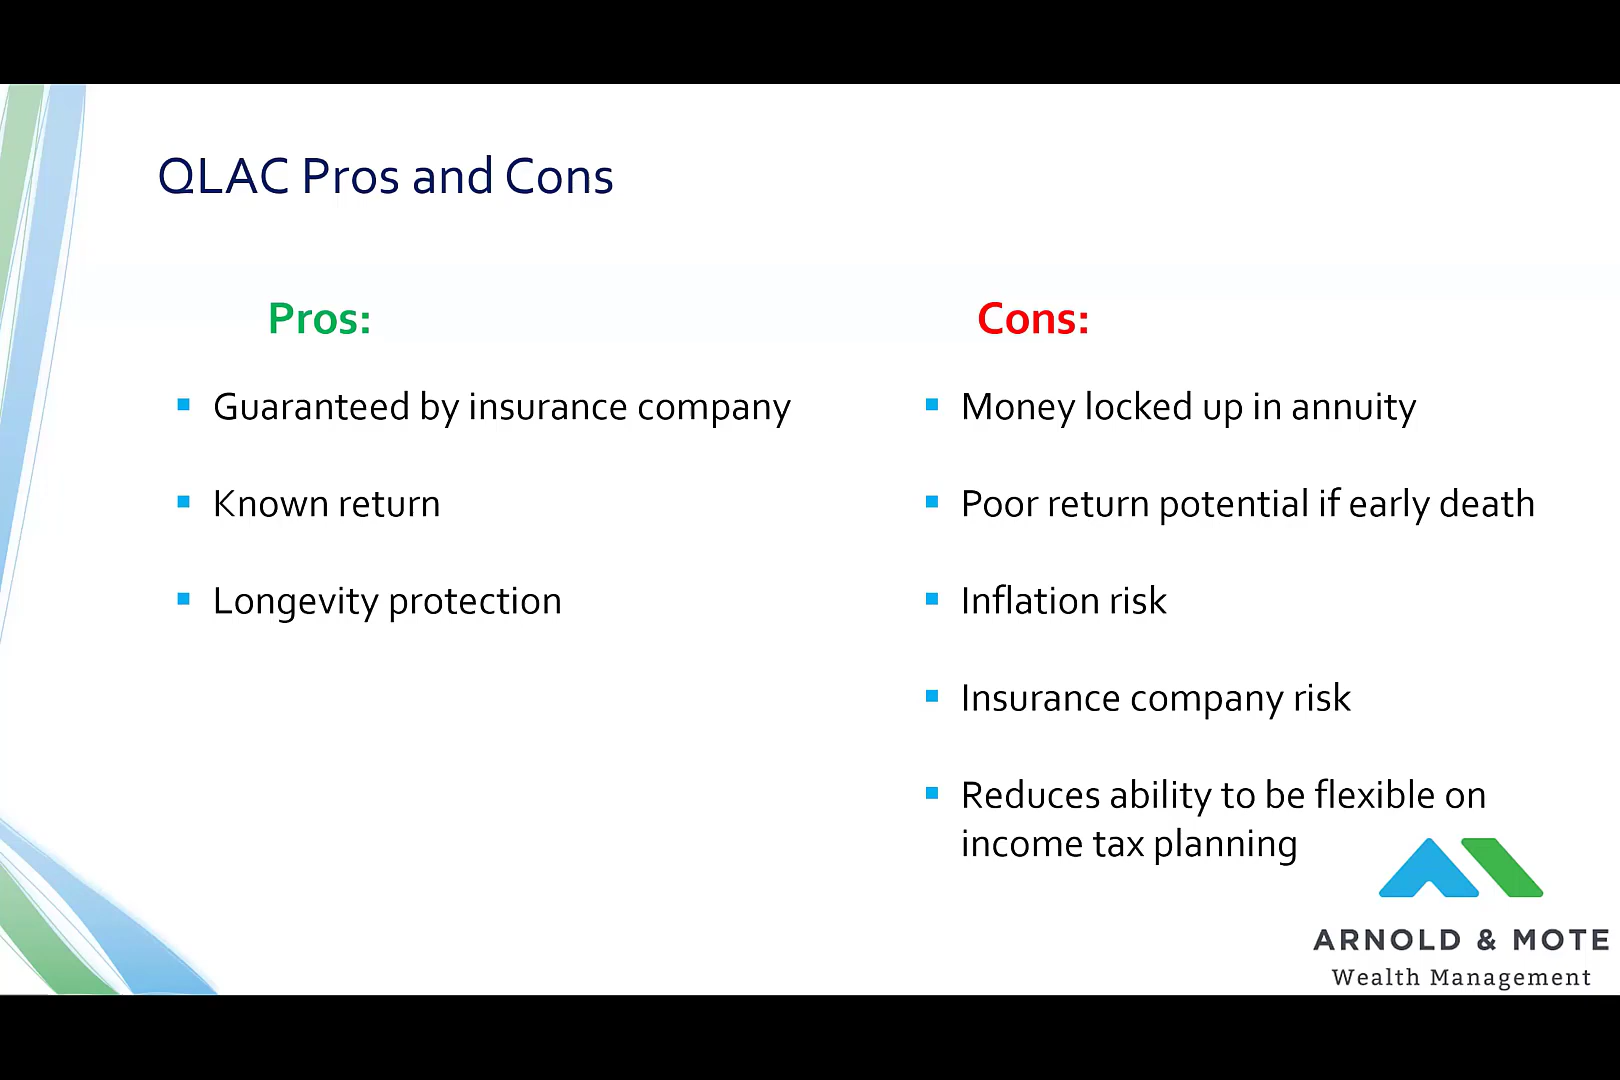 QLAC Pros and Cons
Pros:
Guaranteed by insurance company
Known return
Longevity protection
Cons:
Money locked up in annuity
Poor return potential if early death
Inflation risk
Insurance company risk
Reduces ability to be flexible on
income tax planning
ARNOLD & MOTE
Wealth Management